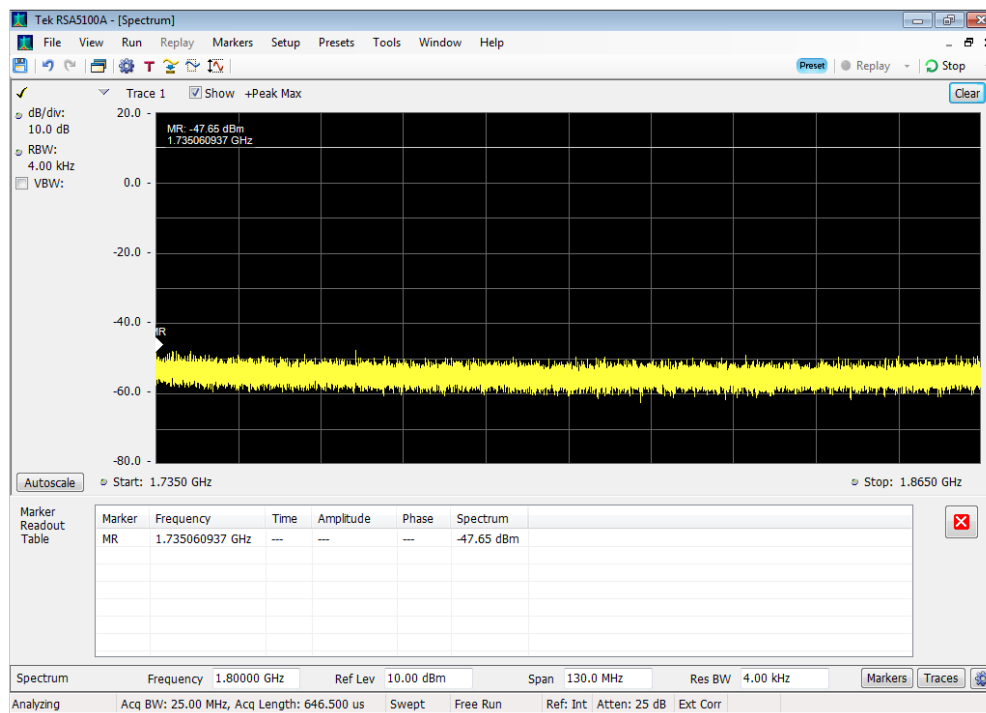 Tek RSA5100A - [Spectrum]
File View Run Replay Markers Setup Presets Tools Window Help
T Preset Replay Stop
Trace 1 Show +Peak Max Clear
dB/div:
10.0 dB
RBW:
4.00 kHz
VBW:
20.0 -
0.0 -
-20.0 -
-40.0 -
-60.0 -
-80.0 -
MR: -47.65 dBm
1.735060937 GHz
MR
Autoscale Start: 1.7350 GHz Stop: 1.8650 GHz
Marker
Readout
Table
Marker Frequency Time Amplitude Phase Spectrum
MR 1.735060937 GHz --- --- --- -47.65 dBm
Spectrum Frequency 1.80000 GHz Ref Lev 10.00 dBm Span 130.0 MHz Res BW 4.00 kHz Markers Traces
Analyzing Acq BW: 25.00 MHz, Acq Length: 646.500 us Swept Free Run Ref: Int Atten: 25 dB Ext Corr